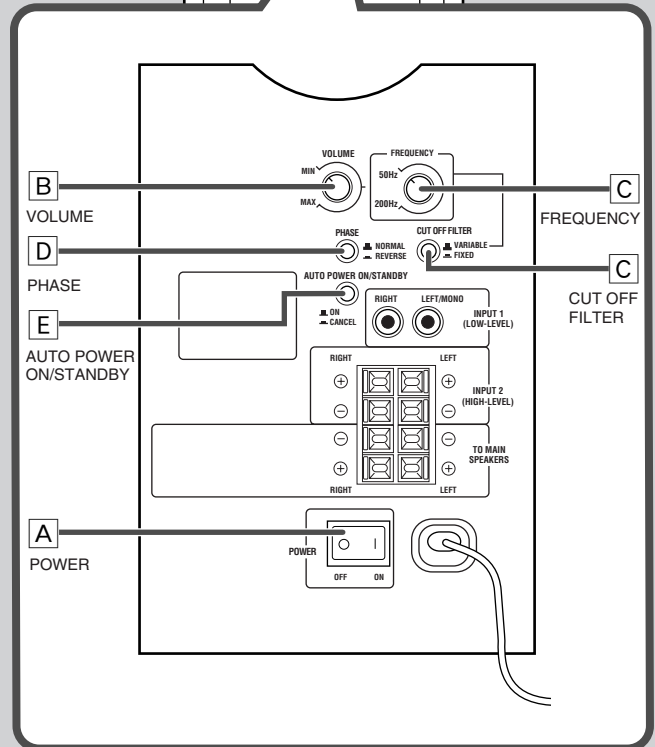 VOLUME
FREQUENCY
MIN
50Hz
MAX
200Hz
B
VOLUME
C
FREQUENCY
PHASE
NORMAL
REVERSE
CUT OFF FILTER
VARIABLE
FIXED
D
PHASE
C
CUT OFF
FILTER
AUTO POWER ON/STANDBY
ON
CANCEL
E
AUTO POWER
ON/STANDBY
RIGHT LEFT/MONO
INPUT 1
(LOW-LEVEL)
RIGHT LEFT
+ +
INPUT 2
(HIGH-LEVEL)
− −
− −
TO MAIN
SPEAKERS
+ +
RIGHT LEFT
A
POWER
POWER
OFF ON